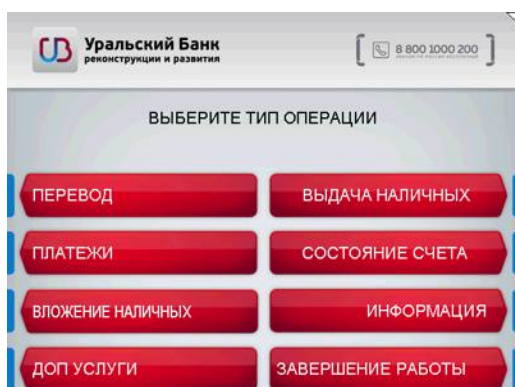 Уральский Банк
реконструкции и развития
8 800 1000 200
ВЫБЕРИТЕ ТИП ОПЕРАЦИИ
ПЕРЕВОД
ВЫДАЧА НАЛИЧНЫХ
ПЛАТЕЖИ
СОСТОЯНИЕ СЧЕТА
ВЛОЖЕНИЕ НАЛИЧНЫХ
ИНФОРМАЦИЯ
ДОП УСЛУГИ
ЗАВЕРШЕНИЕ РАБОТЫ